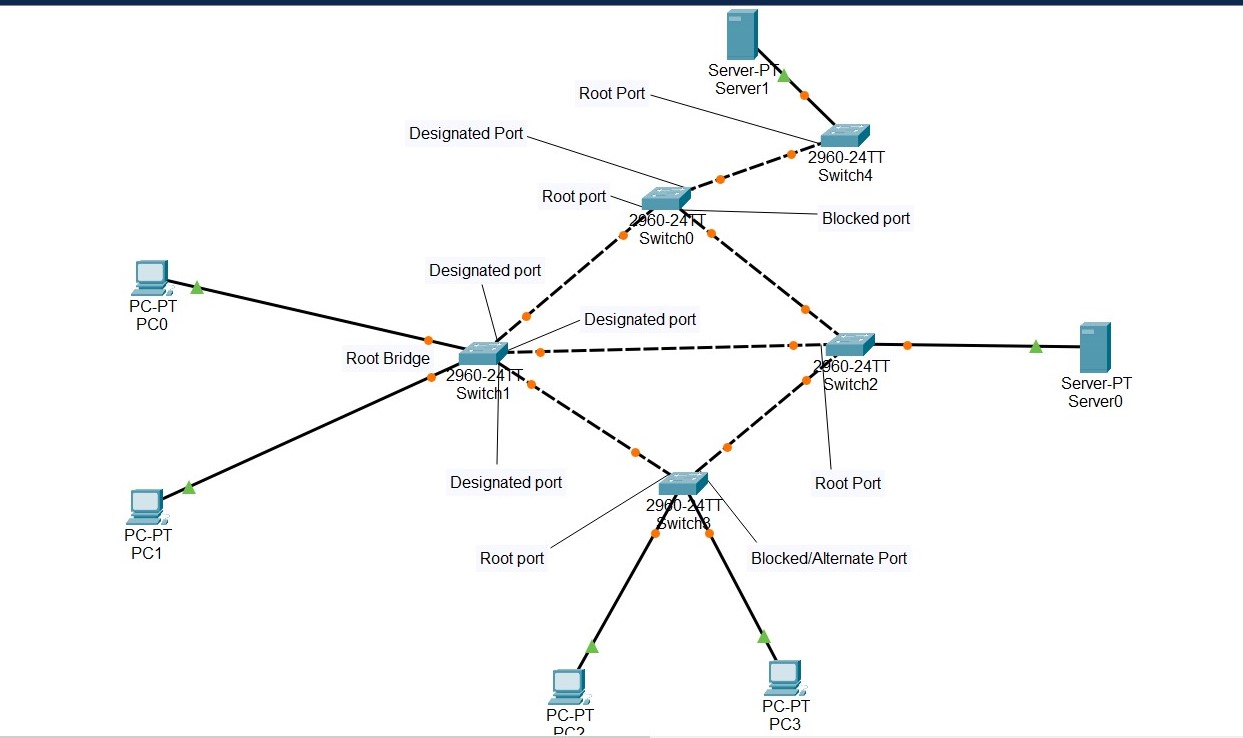 Server-PT
Server1
Root Port
Designated Port
2960-24TT
Switch4
Root port
Blocked port
2960-24TT
Switch0
Designated port
PC-PT
PC0
Designated port
Root Bridge
2960-24TT
Switch1
2960-24TT
Switch2
Server-PT
Server0
Designated port
Root Port
2960-24TT
Switch3
PC-PT
PC1
Root port
Blocked/Alternate Port
PC-PT
PC2
PC-PT
PC3